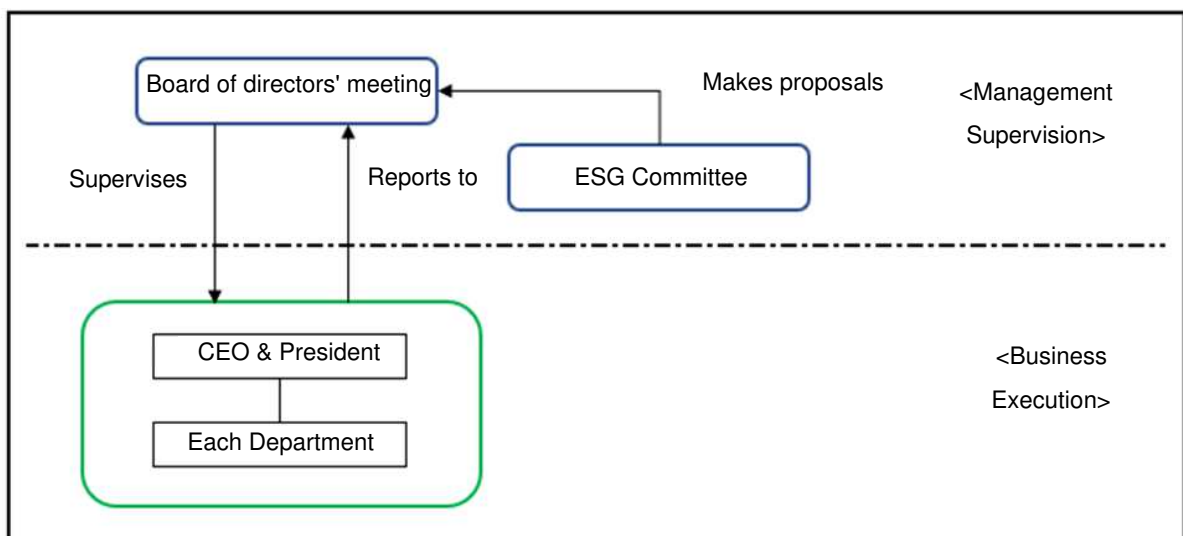 Board of directors' meeting
Makes proposals
<Management
Supervision>
Supervises
Reports to
ESG Committee
CEO & President
<Business
Execution>
Each Department